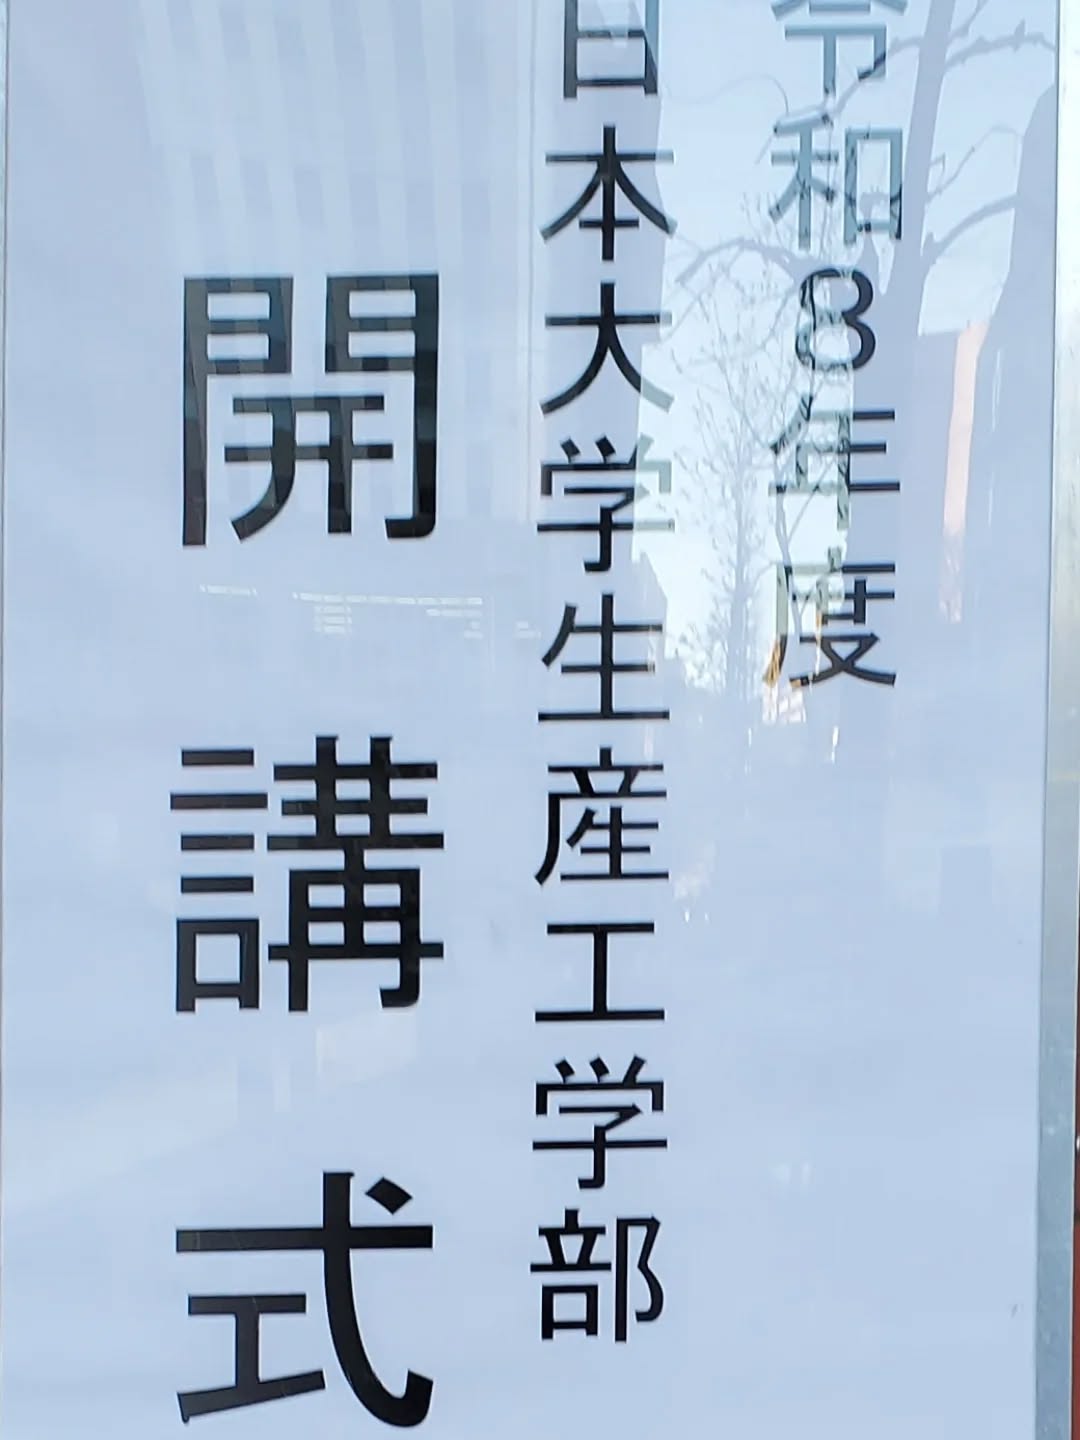 令和8年度
日本大学生産工学部
開講式